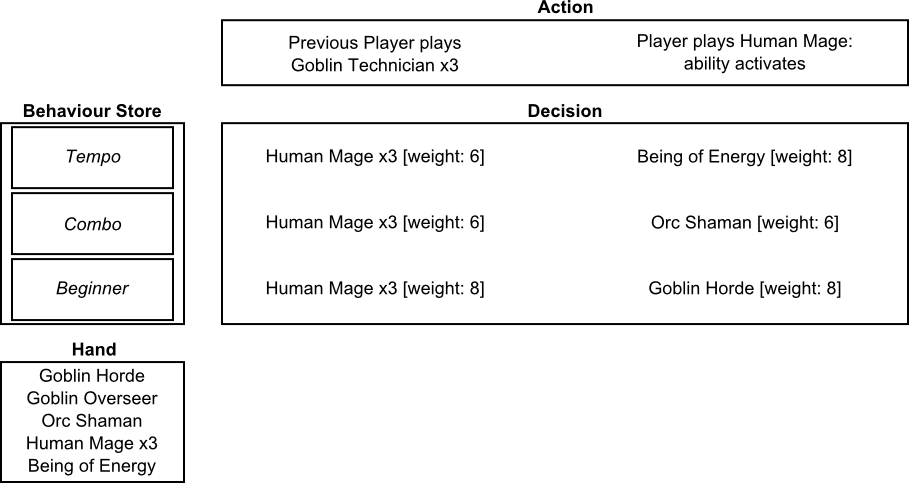 Action
Previous Player plays
Goblin Technician x3
Player plays Human Mage:
ability activates
Behaviour Store
Decision
Tempo
Human Mage x3 [weight: 6]
Being of Energy [weight: 8]
Combo
Human Mage x3 [weight: 6]
Orc Shaman [weight: 6]
Beginner
Human Mage x3 [weight: 8]
Goblin Horde [weight: 8]
Hand
Goblin Horde
Goblin Overseer
Orc Shaman
Human Mage x3
Being of Energy